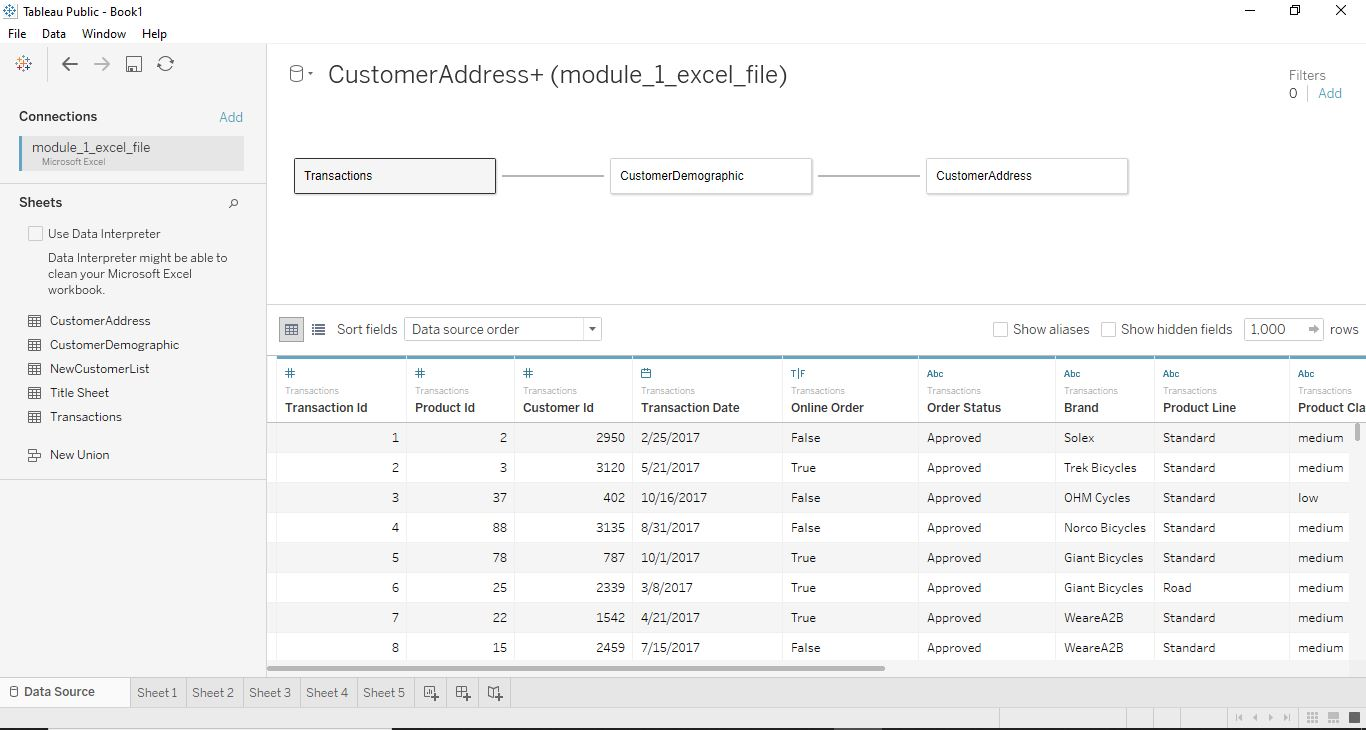 Tableau Public - Book1
File Data Window Help
Connections Add
module_1_excel_file
Microsoft Excel
Sheets
Use Data Interpreter
Data Interpreter might be able to
clean your Microsoft Excel
workbook.
CustomerAddress
CustomerDemographic
NewCustomerList
Title Sheet
Transactions
New Union
CustomerAddress+ (module_1_excel_file)
Filters
0 Add
Transactions CustomerDemographic CustomerAddress
Sort fields Data source order Show aliases Show hidden fields 1,000 rows
# # # T|F Abc Abc Abc Abc
Transactions Transactions Transactions Transactions Transactions Transactions Transactions Transactions Transactions
Transaction Id Product Id Customer Id Transaction Date Online Order Order Status Brand Product Line Product Cla
1 2 2950 2/25/2017 False Approved Solex Standard medium
2 3 3120 5/21/2017 True Approved Trek Bicycles Standard medium
3 37 402 10/16/2017 False Approved OHM Cycles Standard low
4 88 3135 8/31/2017 False Approved Norco Bicycles Standard medium
5 78 787 10/1/2017 True Approved Giant Bicycles Standard medium
6 25 2339 3/8/2017 True Approved Giant Bicycles Road medium
7 22 1542 4/21/2017 True Approved WeareA2B Standard medium
8 15 2459 7/15/2017 False Approved WeareA2B Standard medium
Data Source Sheet 1 Sheet 2 Sheet 3 Sheet 4 Sheet 5